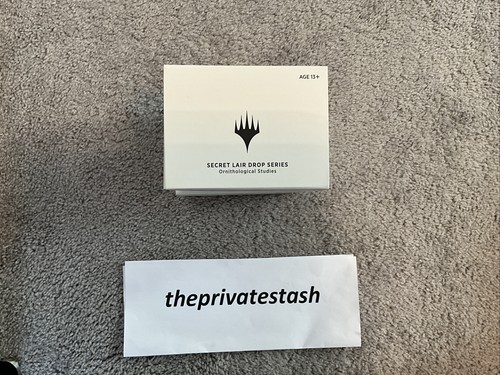 AGE 13+
SECRET LAIR DROP SERIES
Ornithological Studies
theprivatestash